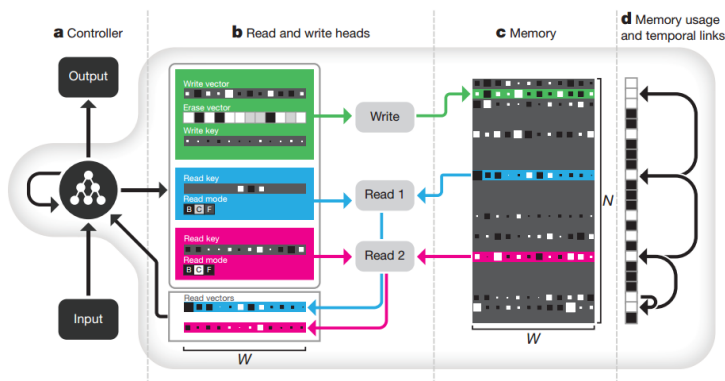 a Controller
b Read and write heads
c Memory
d Memory usage
and temporal links
Output
Input
Write vector
Erase vector
Write key
Read key
Read mode
B C F
Read key
Read mode
B C F
Read vectors
W
Write
Read 1
Read 2
N
W